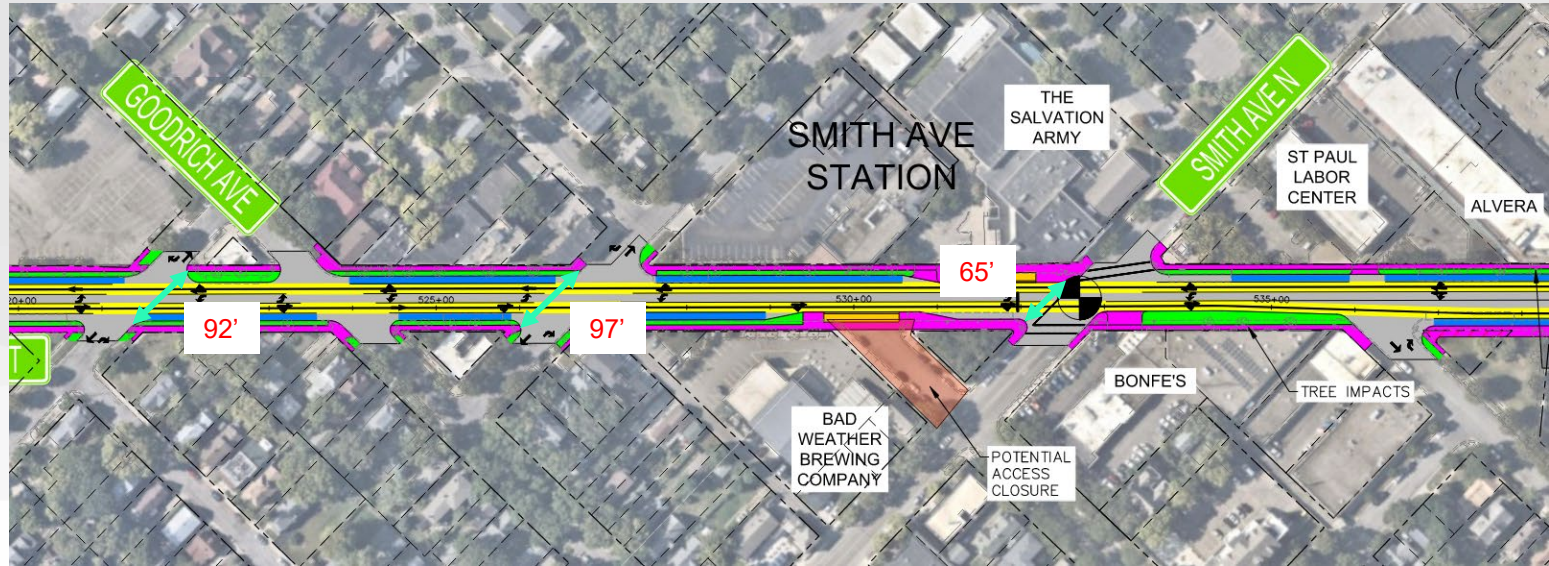 GOODRICH AVE
SMITH AVE
STATION
THE
SALVATION
ARMY
SMITH AVE N
ST PAUL
LABOR
CENTER
ALVERA
65'
525+00
530+00
535+00
92'
97'
T
BAD
WEATHER
BREWING
COMPANY
POTENTIAL
ACCESS
CLOSURE
BONFE'S
TREE IMPACTS